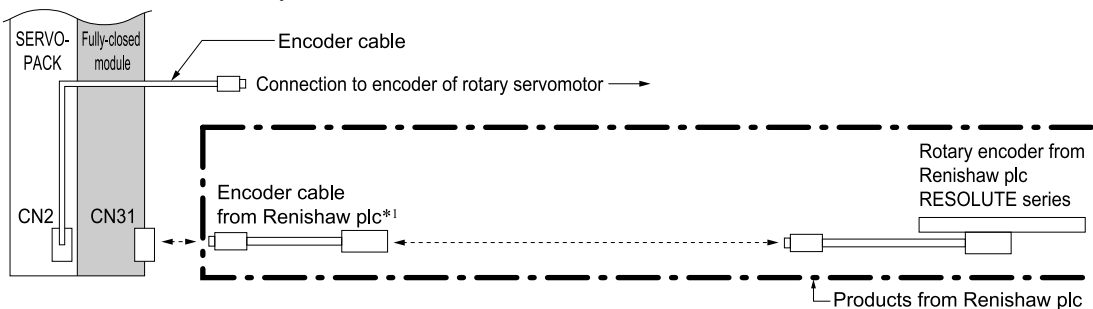 SERVO-
PACK
Fully-closed
module
Encoder cable
Connection to encoder of rotary servomotor
Rotary encoder from
Renishaw plc
RESOLUTE series
Encoder cable
from Renishaw plc*1
CN2
CN31
Products from Renishaw plc